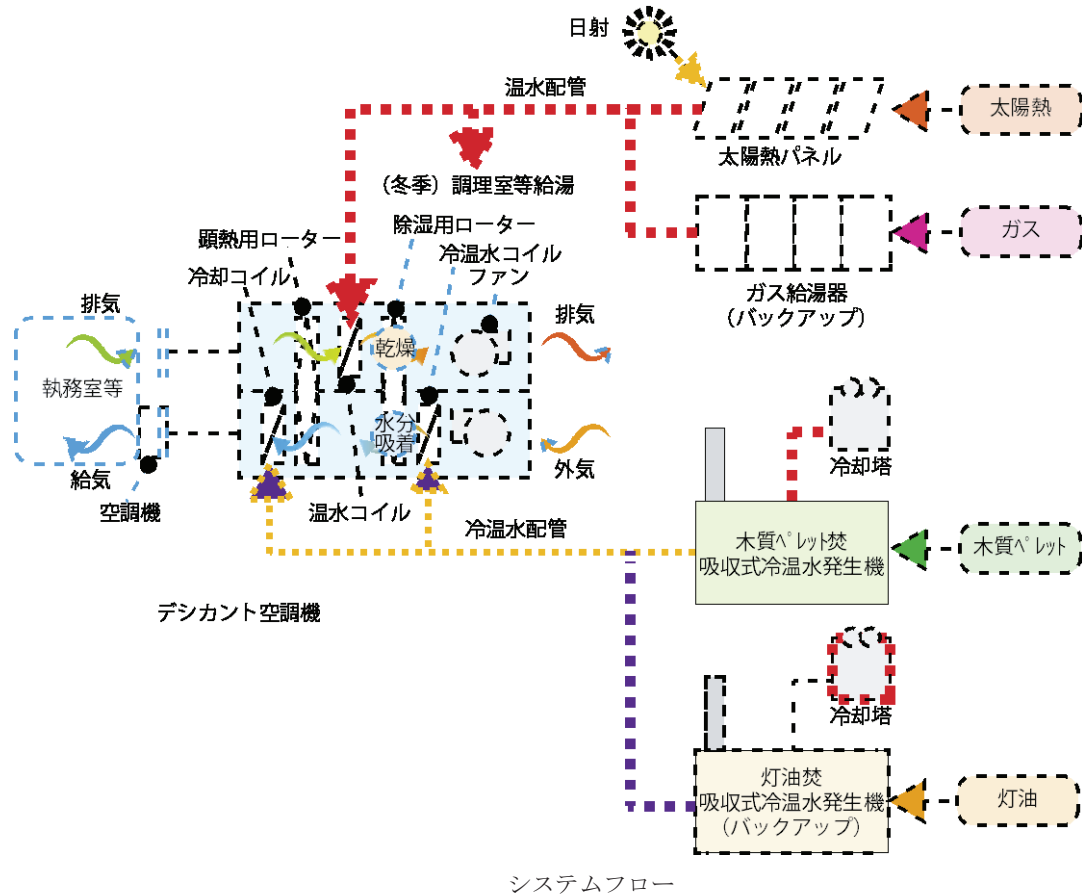 日射
温水配管
太陽熱
太陽熱パネル
（冬季）調理室等給湯
ガス
ガス給湯器
（バックアップ）
顕熱用ローター
除湿用ローター
冷却コイル
冷温水コイル
ファン
排気
排気
乾燥
執務室等
水分
吸着
給気
外気
空調機
温水コイル
冷温水配管
冷却塔
木質ペレット焚
吸収式冷温水発生機
木質ペレット
デシカント空調機
冷却塔
灯油焚
吸収式冷温水発生機
（バックアップ）
灯油
システムフロー